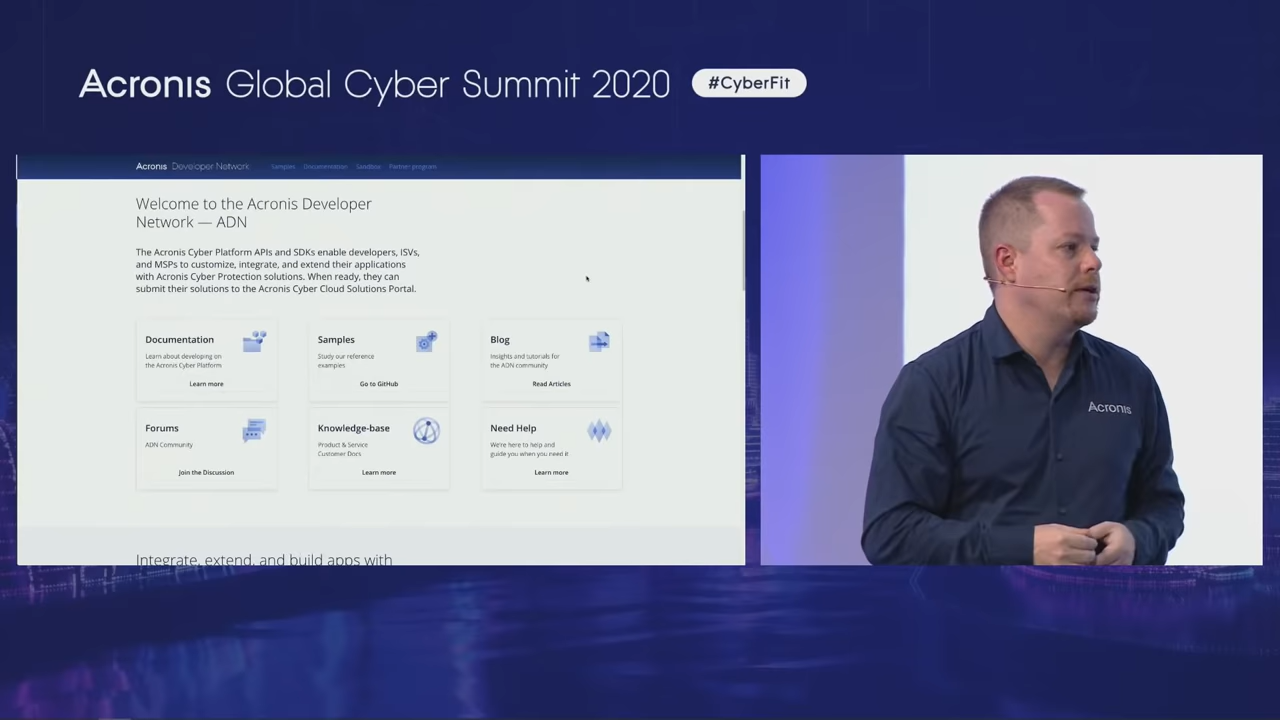 Acronis Global Cyber Summit 2020 #CyberFit
Acronis Developer Network Samples Documentation Sandbox Partner program
Welcome to the Acronis Developer
Network — ADN
The Acronis Cyber Platform APIs and SDKs enable developers, ISVs,
and MSPs to customize, integrate, and extend their applications
with Acronis Cyber Protection solutions. When ready, they can
submit their solutions to the Acronis Cyber Cloud Solutions Portal.
Documentation
Learn about developing on
the Acronis Cyber Platform
Learn more
Samples
Study our reference
examples
Go to GitHub
Blog
Insights and tutorials for
the ADN community
Read Articles
Forums
ADN Community
Join the Discussion
Knowledge-base
Product & Service
Customer Docs
Learn more
Need Help
We're here to help and
guide you when you need it
Learn more
Integrate, extend, and build apps with
Acronis